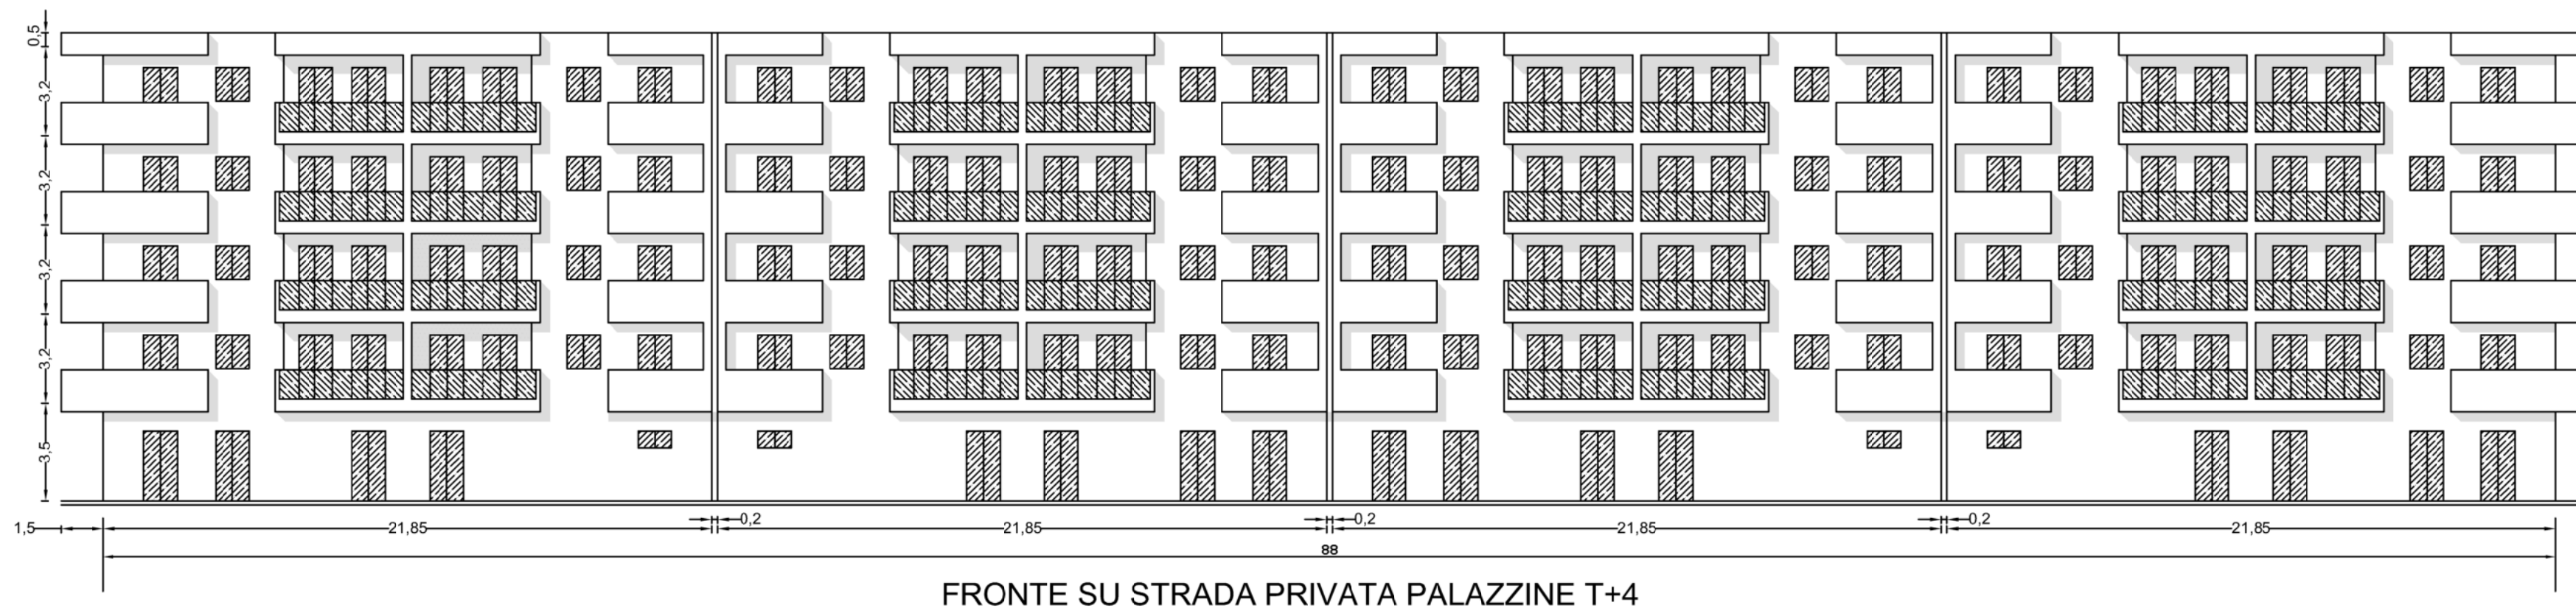 0,5
3,2
3,2
3,2
3,2
3,5
0,2 0,2 0,2
1,5 21,85 21,85 21,85 21,85
88
FRONTE SU STRADA PRIVATA PALAZZINE T+4